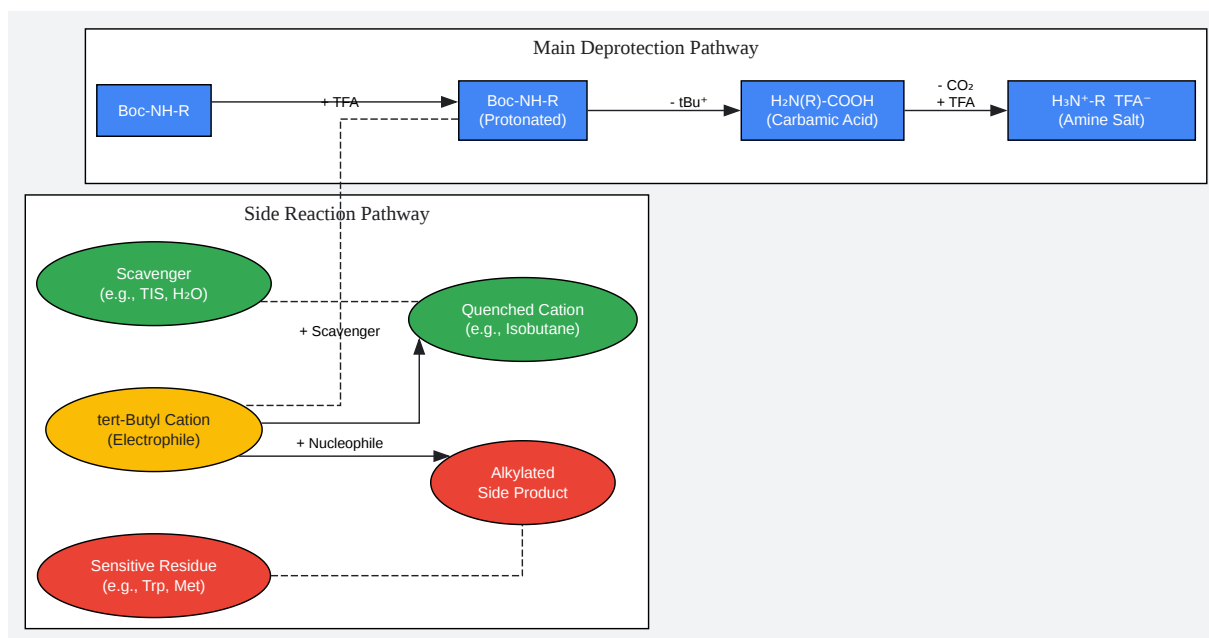 Main Deprotection Pathway
Boc-NH-R
+ TFA
Boc-NH-R
(Protonated)
- tBu⁺
H₂N(R)-COOH
(Carbamic Acid)
- CO₂
+ TFA
H₃N⁺-R  TFA⁻
(Amine Salt)
Side Reaction Pathway
Scavenger
(e.g., TIS, H₂O)
Quenched Cation
(e.g., Isobutane)
+ Scavenger
tert-Butyl Cation
(Electrophile)
+ Nucleophile
Alkylated
Side Product
Sensitive Residue
(e.g., Trp, Met)